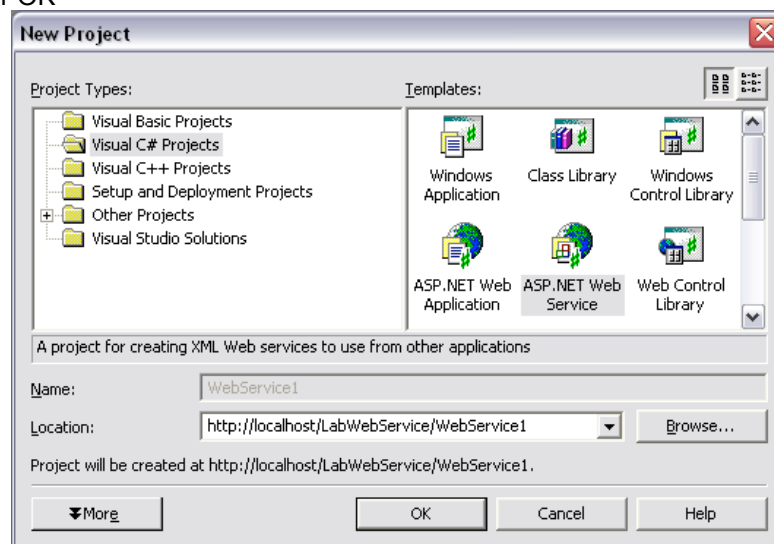 New Project
Project Types:
Templates:
Visual Basic Projects
Visual C# Projects
Visual C++ Projects
Setup and Deployment Projects
Other Projects
Visual Studio Solutions
Windows
Application
Class Library
Windows
Control Library
ASP.NET Web
Application
ASP.NET Web
Service
Web Control
Library
A project for creating XML Web services to use from other applications
Name:
WebService1
Location:
http://localhost/LabWebService/WebService1
Browse...
Project will be created at http://localhost/LabWebService/WebService1.
More
OK
Cancel
Help